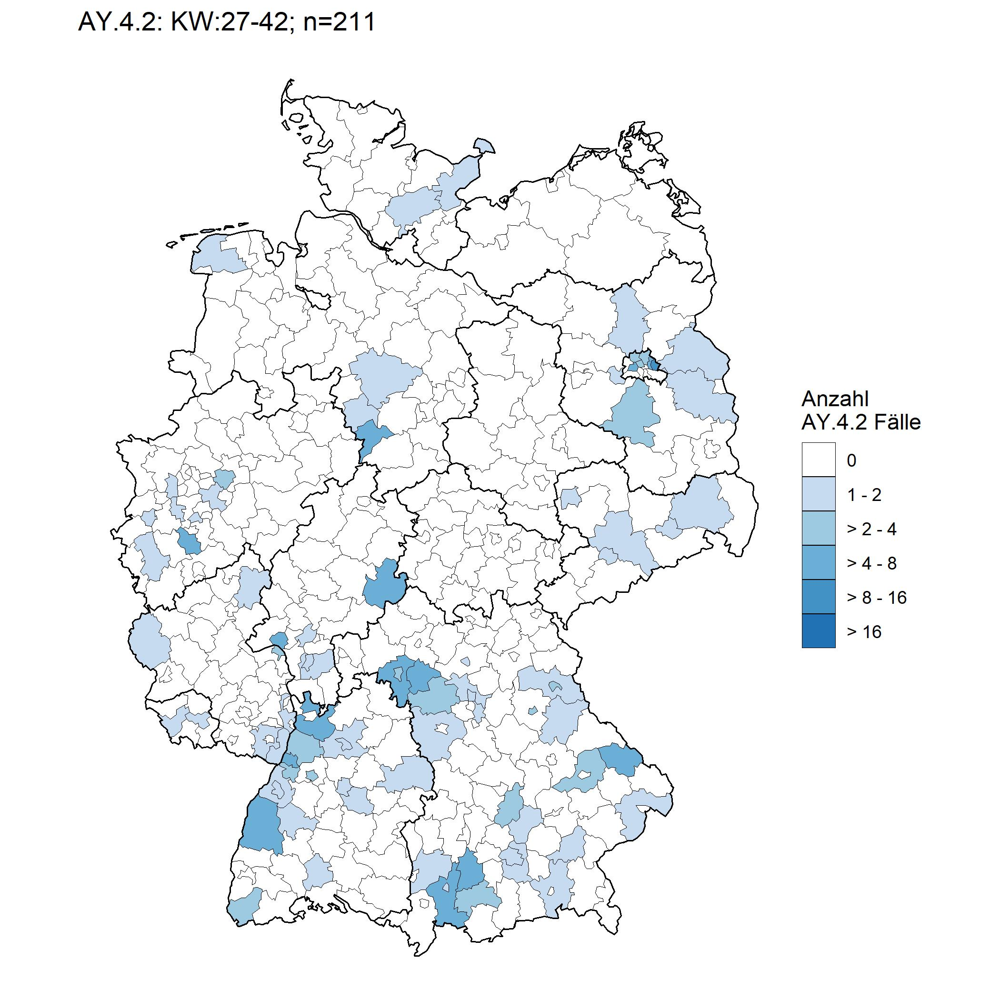 AY.4.2: KW:27-42; n=211
Anzahl
AY.4.2 Fälle
0
1 - 2
> 2 - 4
> 4 - 8
> 8 - 16
> 16